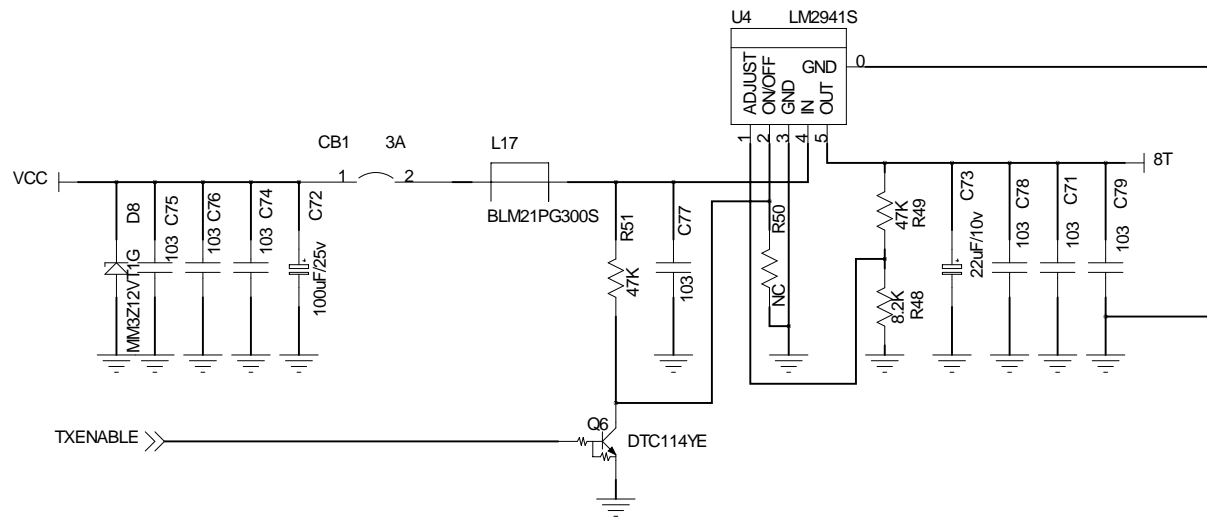 U4 LM2941S
GND 0
ADJUST
ON/OFF
GND
IN
OUT
1 2 3 4 5
CB1 3A L17
VCC 1 2 8T
BLM21PG300S
D8
MM3Z12VT1G
103 C75
103 C76
103 C74
100uF/25v C72
R51
47K
C77
103
R50
NC
47K R49
8.2K R48
C73
22uF/10v
C78
103
C71
103
C79
103
Q6
TXENABLE DTC114YE